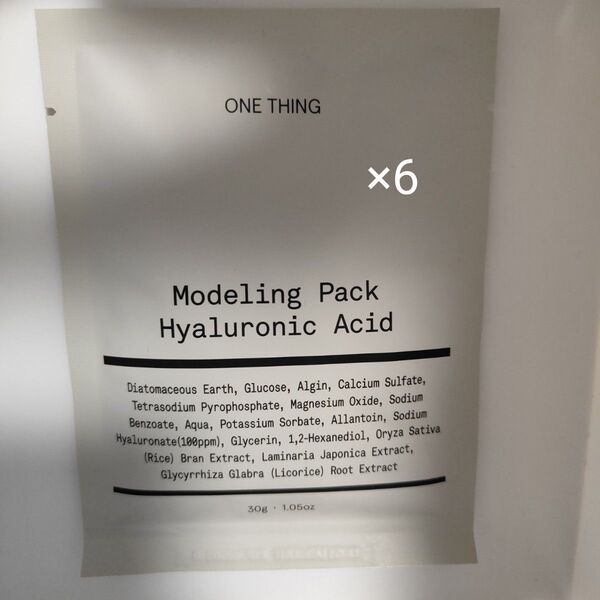 ONE THING
×6
Modeling Pack
Hyaluronic Acid
Diatomaceous Earth, Glucose, Algin, Calcium Sulfate,
Tetrasodium Pyrophosphate, Magnesium Oxide, Sodium
Benzoate, Aqua, Potassium Sorbate, Allantoin, Sodium
Hyaluronate(100ppm), Glycerin, 1,2-Hexanediol, Oryza Sativa
(Rice) Bran Extract, Laminaria Japonica Extract,
Glycyrrhiza Glabra (Licorice) Root Extract
30g · 1.05oz